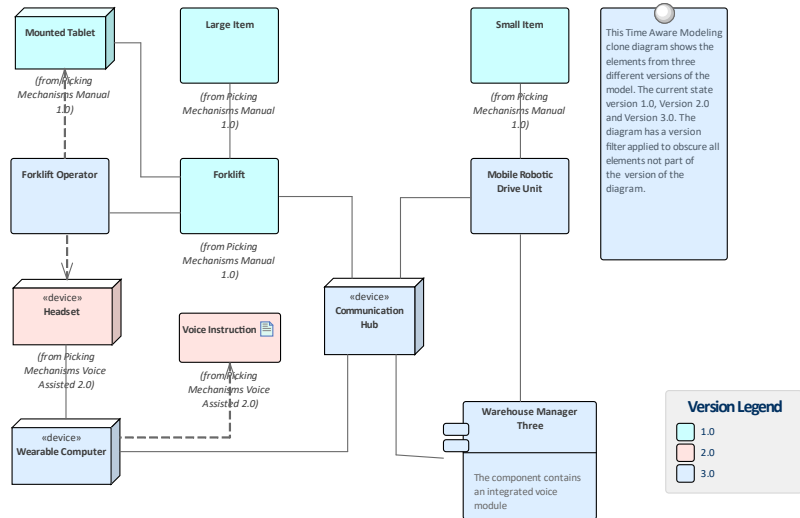 Mounted Tablet
(from Picking
Mechanisms Manual
1.0)
Large Item
(from Picking
Mechanisms Manual
1.0)
Small Item
(from Picking
Mechanisms Manual
1.0)
This Time Aware Modeling
clone diagram shows the
elements from three
different versions of the
model. The current state
version 1.0, Version 2.0
and Version 3.0. The
diagram has a version
filter applied to obscure all
elements not part of
the version of the
diagram.
Forklift Operator
Forklift
(from Picking
Mechanisms Manual
1.0)
Mobile Robotic
Drive Unit
«device»
Headset
(from Picking
Mechanisms Voice
Assisted 2.0)
Voice Instruction
(from Picking
Mechanisms Voice
Assisted 2.0)
«device»
Communication
Hub
«device»
Wearable Computer
Warehouse Manager
Three
The component contains
an integrated voice
module
Version Legend
1.0
2.0
3.0